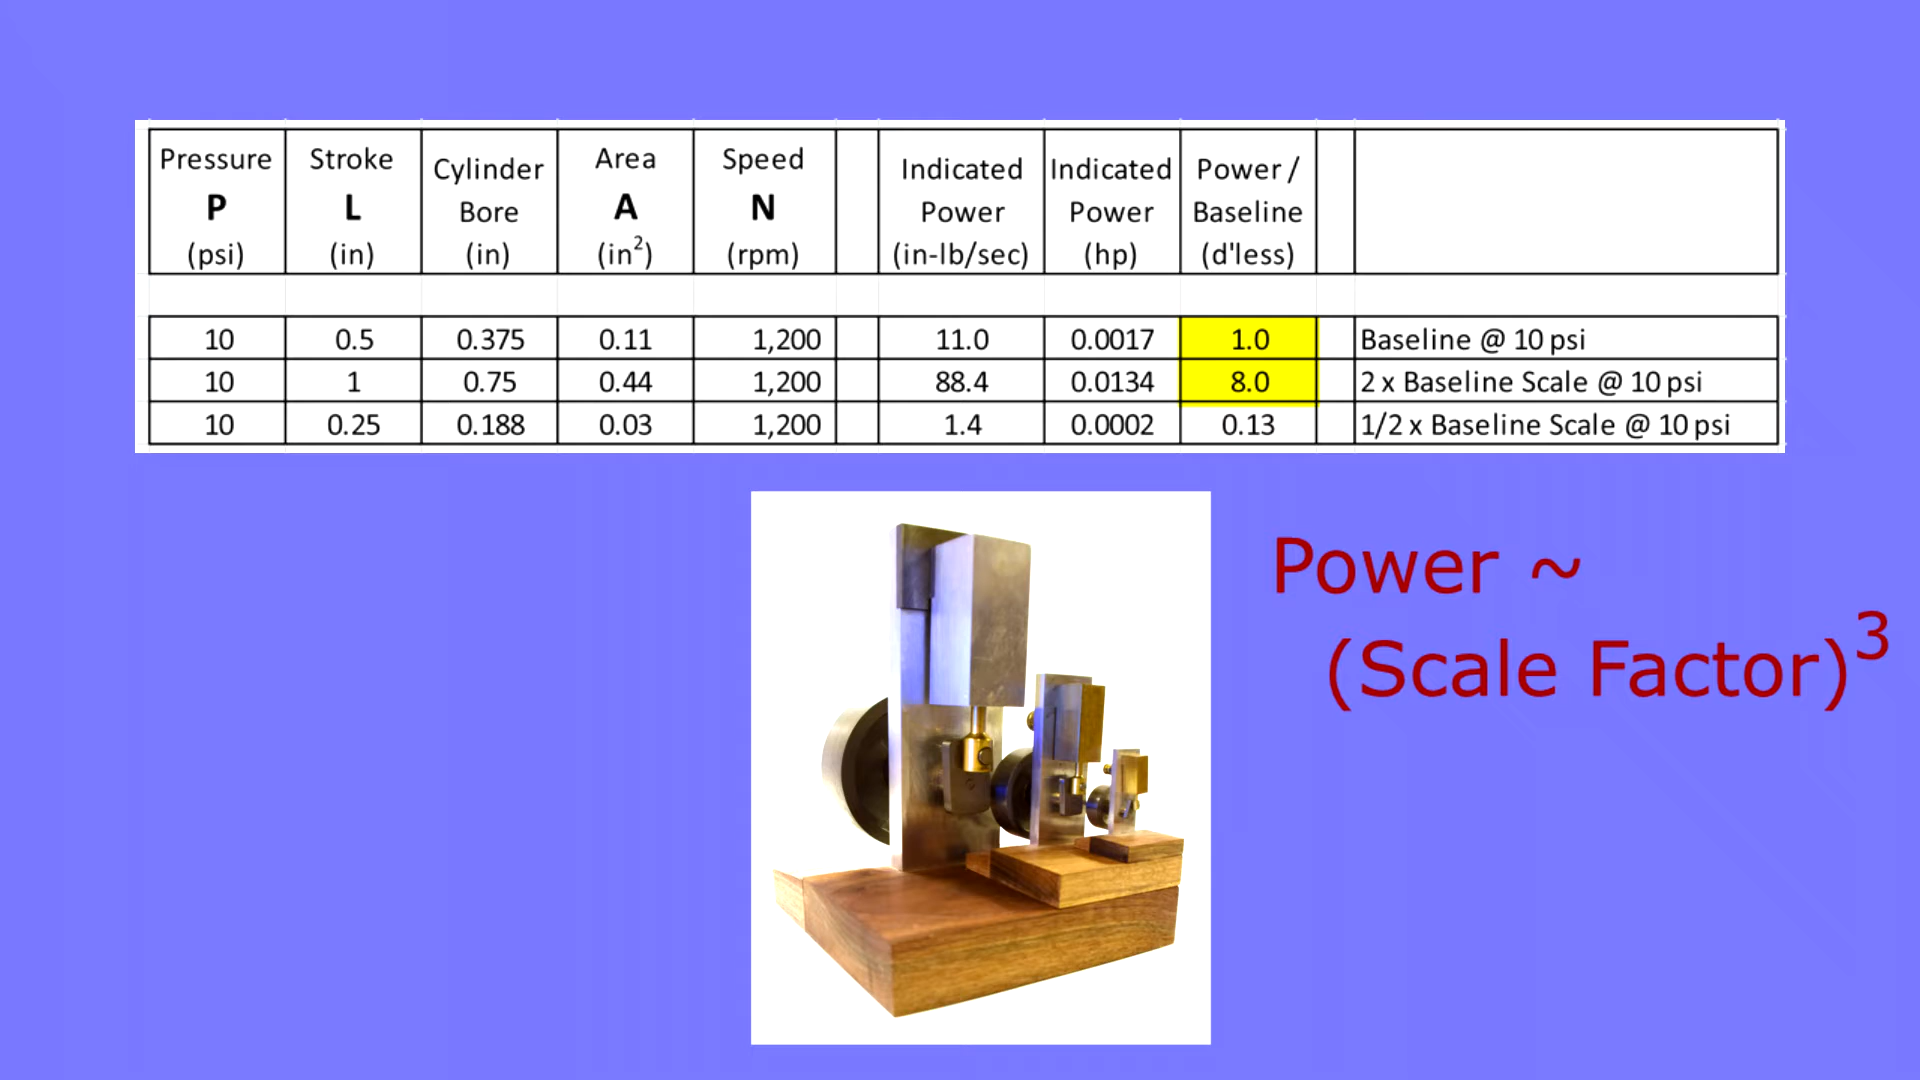 Pressure Stroke Cylinder Area Speed Indicated Indicated Power /
P L Bore A N Power Power Baseline
(psi) (in) (in) (in²) (rpm) (in-lb/sec) (hp) (d'less)
10 0.5 0.375 0.11 1,200 11.0 0.0017 1.0 Baseline @ 10 psi
10 1 0.75 0.44 1,200 88.4 0.0134 8.0 2 x Baseline Scale @ 10 psi
10 0.25 0.188 0.03 1,200 1.4 0.0002 0.13 1/2 x Baseline Scale @ 10 psi
Power ~
(Scale Factor)³